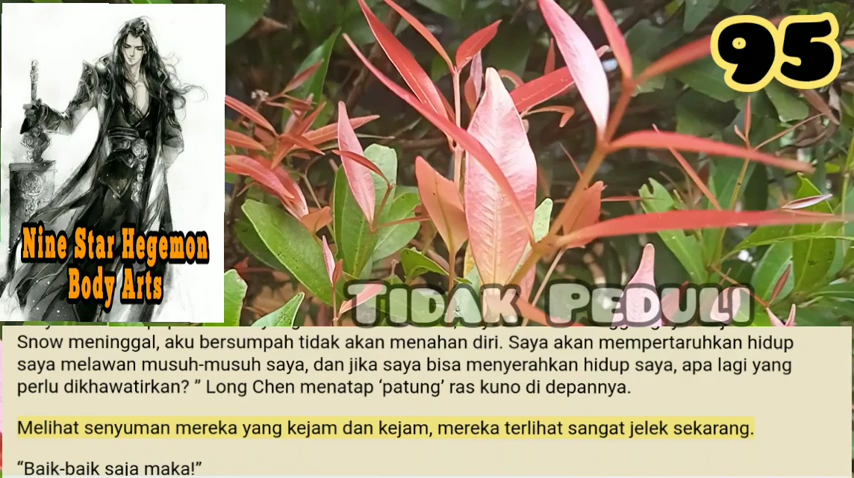 95
Nine Star Hegemon
Body Arts
Tidak Peduli
Snow meninggal, aku bersumpah tidak akan menahan diri. Saya akan mempertaruhkan hidup
saya melawan musuh-musuh saya, dan jika saya bisa menyerahkan hidup saya, apa lagi yang
perlu dikhawatirkan? ” Long Chen menatap ‘patung’ ras kuno di depannya.
Melihat senyuman mereka yang kejam dan kejam, mereka terlihat sangat jelek sekarang.
“Baik-baik saja maka!”